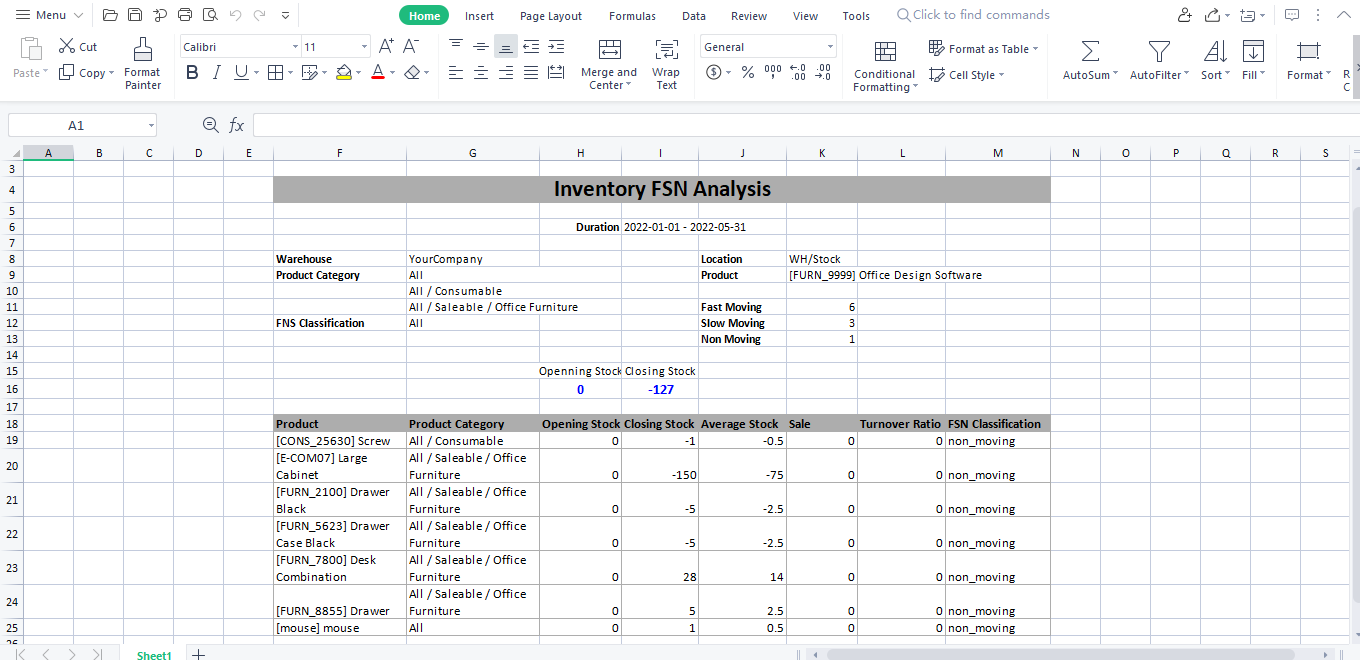 Menu Home Insert Page Layout Formulas Data Review View Tools Click to find commands
Paste Cut Copy Format Painter Calibri 11 A+ A- General Format as Table
B I U A Merge and Center Wrap Text $ % 000 , Conditional Formatting Cell Style AutoSum AutoFilter Sort Fill Format R C
A1 fx
A B C D E F G H I J K L M N O P Q R S
3
4 Inventory FSN Analysis
5
6 Duration 2022-01-01 - 2022-05-31
7
8 Warehouse YourCompany Location WH/Stock
9 Product Category All Product [FURN_9999] Office Design Software
10 All / Consumable
11 All / Saleable / Office Furniture Fast Moving 6
12 FNS Classification All Slow Moving 3
13 Non Moving 1
14
15 Openning Stock Closing Stock
16 0 -127
17
18 Product Product Category Opening Stock Closing Stock Average Stock Sale Turnover Ratio FSN Classification
19 [CONS_25630] Screw All / Consumable 0 -1 -0.5 0 0 non_moving
20 [E-COM07] Large Cabinet All / Saleable / Office Furniture 0 -150 -75 0 0 non_moving
21 [FURN_2100] Drawer Black All / Saleable / Office Furniture 0 -5 -2.5 0 0 non_moving
22 [FURN_5623] Drawer Case Black All / Saleable / Office Furniture 0 -5 -2.5 0 0 non_moving
23 [FURN_7800] Desk Combination All / Saleable / Office Furniture 0 28 14 0 0 non_moving
24 [FURN_8855] Drawer All / Saleable / Office Furniture 0 5 2.5 0 0 non_moving
25 [mouse] mouse All 0 1 0.5 0 0 non_moving
Sheet1